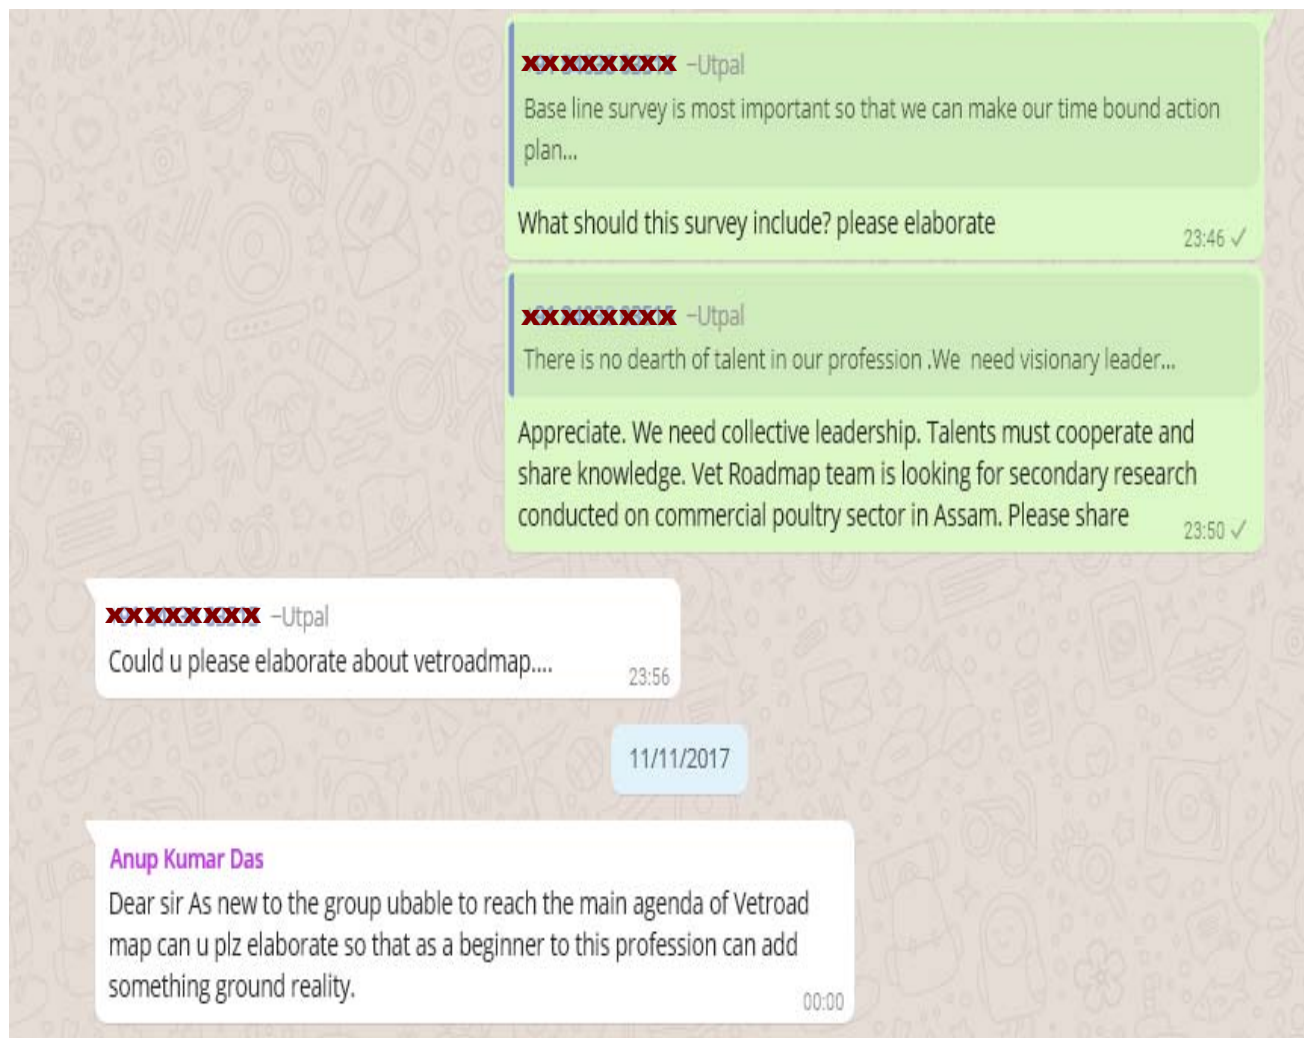 xxxxxxxx ~Utpal
Base line survey is most important so that we can make our time bound action
plan...
What should this survey include? please elaborate
23:46
xxxxxxxx ~Utpal
There is no dearth of talent in our profession .We need visionary leader...
Appreciate. We need collective leadership. Talents must cooperate and
share knowledge. Vet Roadmap team is looking for secondary research
conducted on commercial poultry sector in Assam. Please share
23:50
xxxxxxxx ~Utpal
Could u please elaborate about vetroadmap....
23:56
11/11/2017
Anup Kumar Das
Dear sir As new to the group ubable to reach the main agenda of Vetroad
map can u plz elaborate so that as a beginner to this profession can add
something ground reality.
00:00